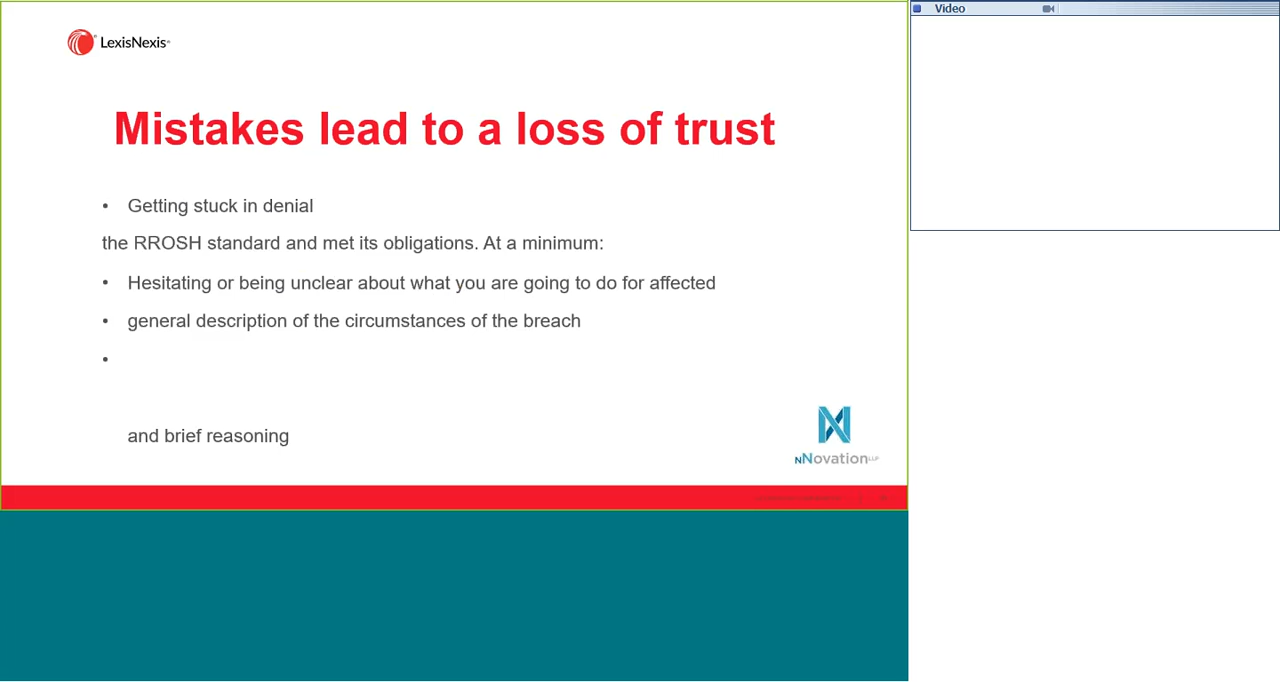 Video
LexisNexis®
Mistakes lead to a loss of trust
• Getting stuck in denial
the RROSH standard and met its obligations. At a minimum:
• Hesitating or being unclear about what you are going to do for affected
• general description of the circumstances of the breach
•
and brief reasoning
nNovation LLP